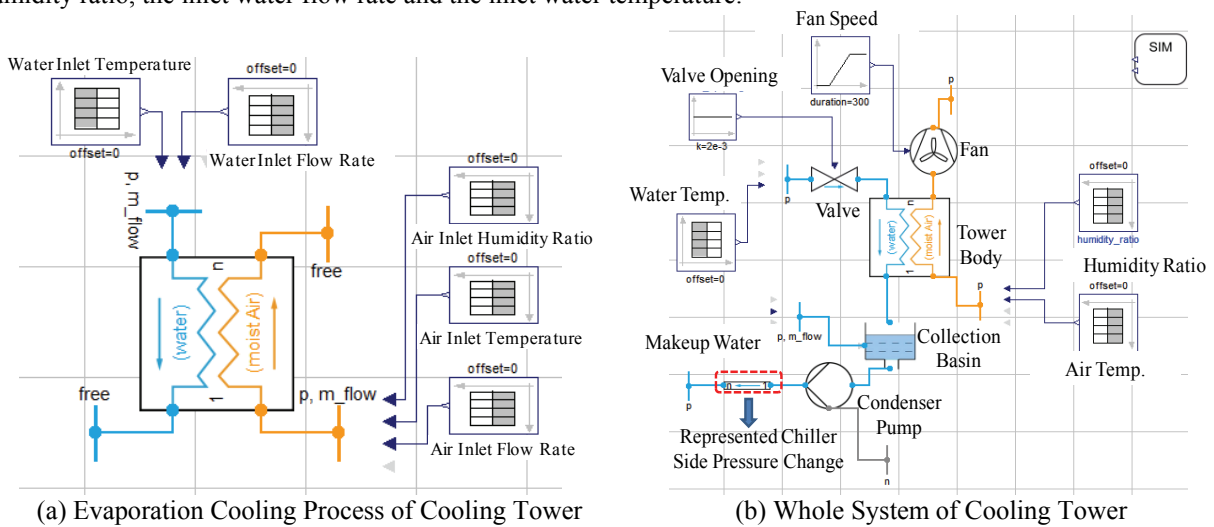 umidity ratio, the inlet water flow rate and the inlet water temperature.
Water Inlet Temperature
offset=0
offset=0
Water Inlet Flow Rate
p, m_flow
offset=0
Air Inlet Humidity Ratio
free
n
(water)
(moist Air)
1
offset=0
Air Inlet Temperature
free
p, m_flow
offset=0
Air Inlet Flow Rate
(a) Evaporation Cooling Process of Cooling Tower
Fan Speed
duration=300
SIM
Valve Opening
k=2e-3
p
Fan
Water Temp.
offset=0
p
Valve
n
(water)
(moist Air)
1
Tower
Body
offset=0
humidity_ratio
Humidity Ratio
p
offset=0
Air Temp.
p, m_flow
Collection
Basin
Makeup Water
p
n
1
Condenser
Pump
Represented Chiller
Side Pressure Change
n
(b) Whole System of Cooling Tower